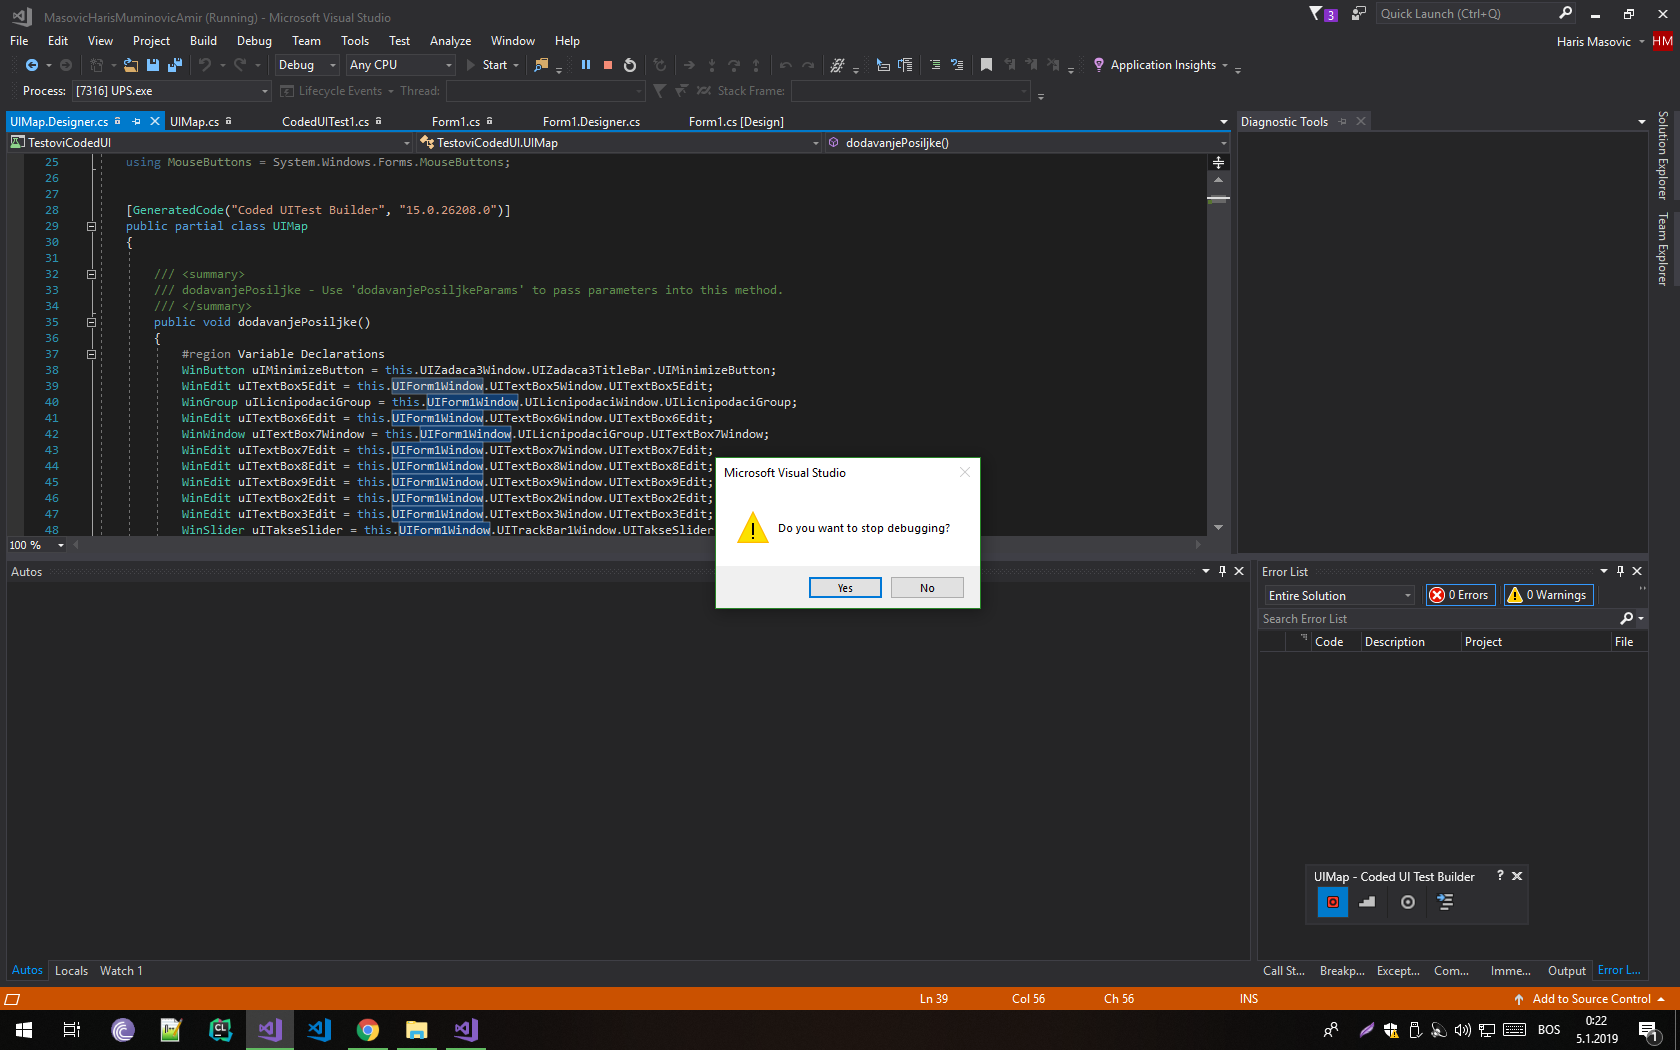 MasovicHarisMuminovicAmir (Running) - Microsoft Visual Studio
3
Quick Launch (Ctrl+Q)
File Edit View Project Build Debug Team Tools Test Analyze Window Help
Haris Masovic HM
Debug Any CPU Start Application Insights
Process: [7316] UPS.exe Lifecycle Events Thread: Stack Frame:
UIMap.Designer.cs UIMap.cs CodedUITest1.cs Form1.cs Form1.Designer.cs Form1.cs [Design]
Diagnostic Tools
Solution Explorer
Team Explorer
TestoviCodedUI TestoviCodedUI.UIMap dodavanjePosiljke()
25 using MouseButtons = System.Windows.Forms.MouseButtons;
26
27
28 [GeneratedCode("Coded UITest Builder", "15.0.26208.0")]
29 public partial class UIMap
30 {
31
32 /// <summary>
33 /// dodavanjePosiljke - Use 'dodavanjePosiljkeParams' to pass parameters into this method.
34 /// </summary>
35 public void dodavanjePosiljke()
36 {
37 #region Variable Declarations
38 WinButton uIMinimizeButton = this.UIZadaca3Window.UIZadaca3TitleBar.UIMinimizeButton;
39 WinEdit uITextBox5Edit = this.UIForm1Window.UITextBox5Window.UITextBox5Edit;
40 WinGroup uILicnipodaciGroup = this.UIForm1Window.UILicnipodaciWindow.UILicnipodaciGroup;
41 WinEdit uITextBox6Edit = this.UIForm1Window.UITextBox6Window.UITextBox6Edit;
42 WinWindow uITextBox7Window = this.UIForm1Window.UILicnipodaciGroup.UITextBox7Window;
43 WinEdit uITextBox7Edit = this.UIForm1Window.UITextBox7Window.UITextBox7Edit;
44 WinEdit uITextBox8Edit = this.UIForm1Window.UITextBox8Window.UITextBox8Edit;
45 WinEdit uITextBox9Edit = this.UIForm1Window.UITextBox9Window.UITextBox9Edit;
46 WinEdit uITextBox2Edit = this.UIForm1Window.UITextBox2Window.UITextBox2Edit;
47 WinEdit uITextBox3Edit = this.UIForm1Window.UITextBox3Window.UITextBox3Edit;
48 WinSlider uITakseSlider = this.UIForm1Window.UITrackBar1Window.UITakseSlider
100 %
Microsoft Visual Studio
Do you want to stop debugging?
Yes No
Autos
Error List
Entire Solution 0 Errors 0 Warnings
Search Error List
Code Description Project File
UIMap - Coded UI Test Builder ?
Autos Locals Watch 1
Call St... Breakp... Except... Com... Imme... Output Error L...
Ln 39 Col 56 Ch 56 INS Add to Source Control
CL
BOS
0:22
5.1.2019
1